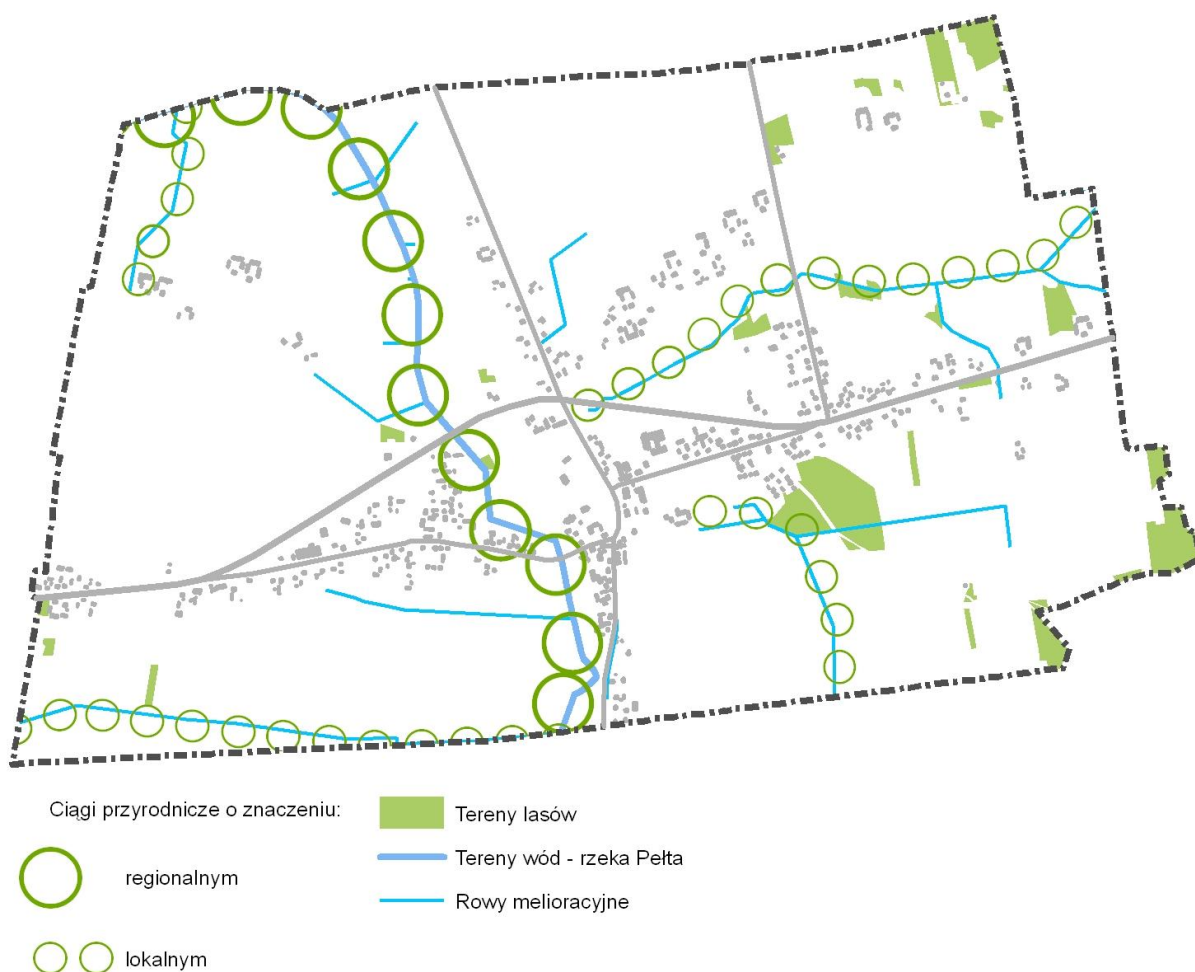 Ciągi przyrodnicze o znaczeniu:
regionalnym
lokalnym
Tereny lasów
Tereny wód - rzeka Pełta
Rowy melioracyjne